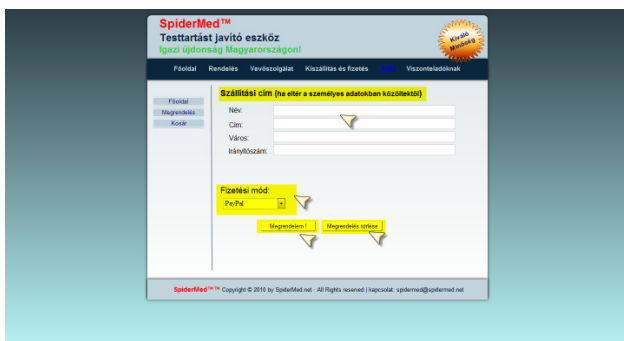 SpiderMed™
Testtartást javító eszköz
Igazi újdonság Magyarországon!
Kiváló
Minőség
Főoldal Rendelés Vevőszolgálat Kiszállítás és fizetés Viszonteladóknak
Főoldal
Megrendelés
Kosár
Szállítási cím (ha eltér a személyes adatokban közöltektől)
Név:
Cím:
Város:
Irányítószám:
Fizetési mód:
PayPal
Megrendelem! Megrendelés törlése
SpiderMed™™ Copyright © 2010 by SpiderMed.net All Rights reserved | kapcsolat: spidermed@spidermed.net